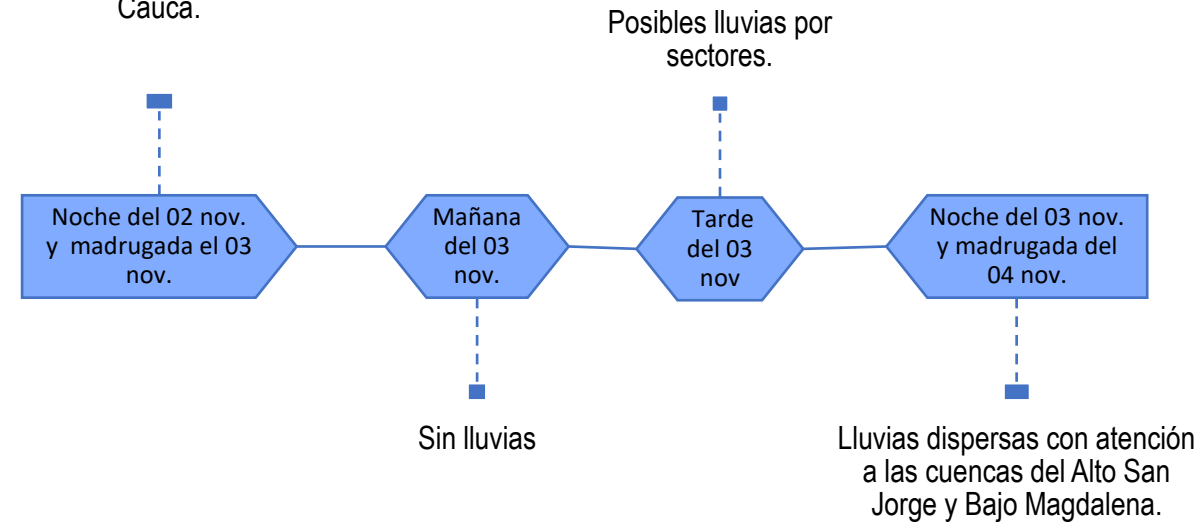 Cauca.
Posibles lluvias por
sectores.
Noche del 02 nov.
y madrugada el 03
nov.
Mañana
del 03
nov.
Tarde
del 03
nov
Noche del 03 nov.
y madrugada del
04 nov.
Sin lluvias
Lluvias dispersas con atención
a las cuencas del Alto San
Jorge y Bajo Magdalena.